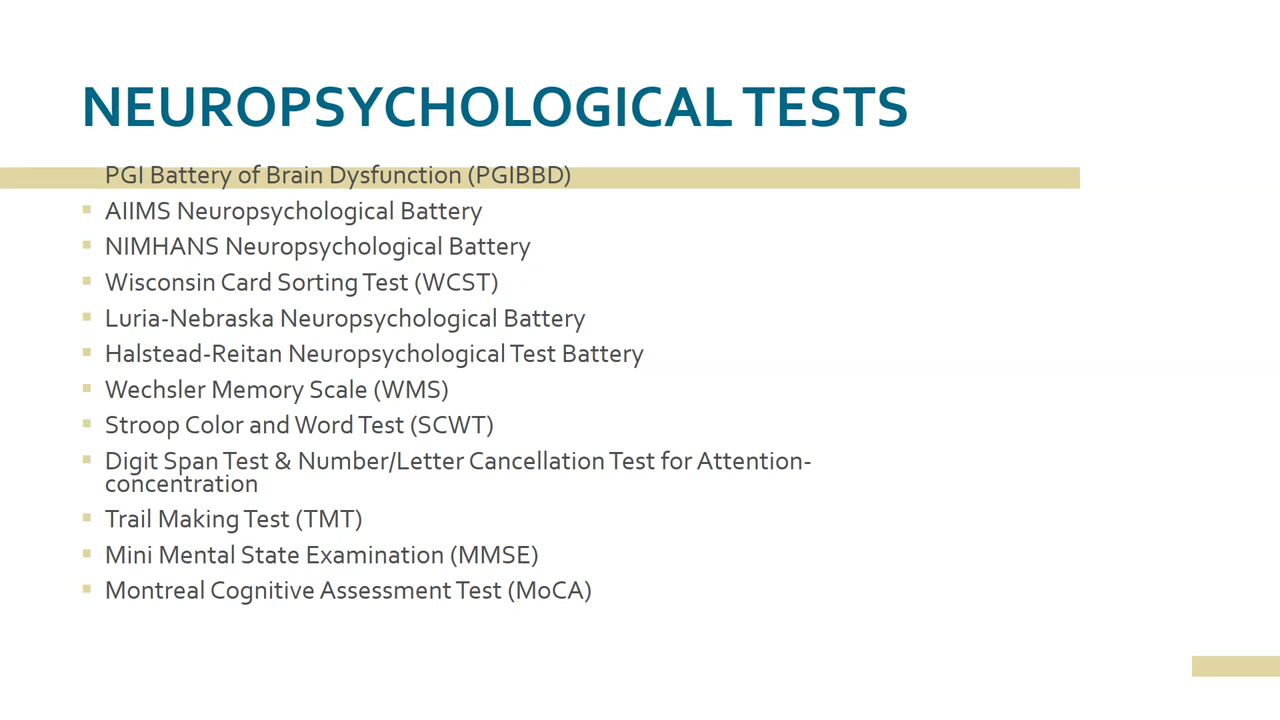 NEUROPSYCHOLOGICAL TESTS
PGI Battery of Brain Dysfunction (PGIBBD)
AIIMS Neuropsychological Battery
NIMHANS Neuropsychological Battery
Wisconsin Card Sorting Test (WCST)
Luria-Nebraska Neuropsychological Battery
Halstead-Reitan Neuropsychological Test Battery
Wechsler Memory Scale (WMS)
Stroop Color and Word Test (SCWT)
Digit Span Test & Number/Letter Cancellation Test for Attention-
concentration
Trail Making Test (TMT)
Mini Mental State Examination (MMSE)
Montreal Cognitive Assessment Test (MoCA)